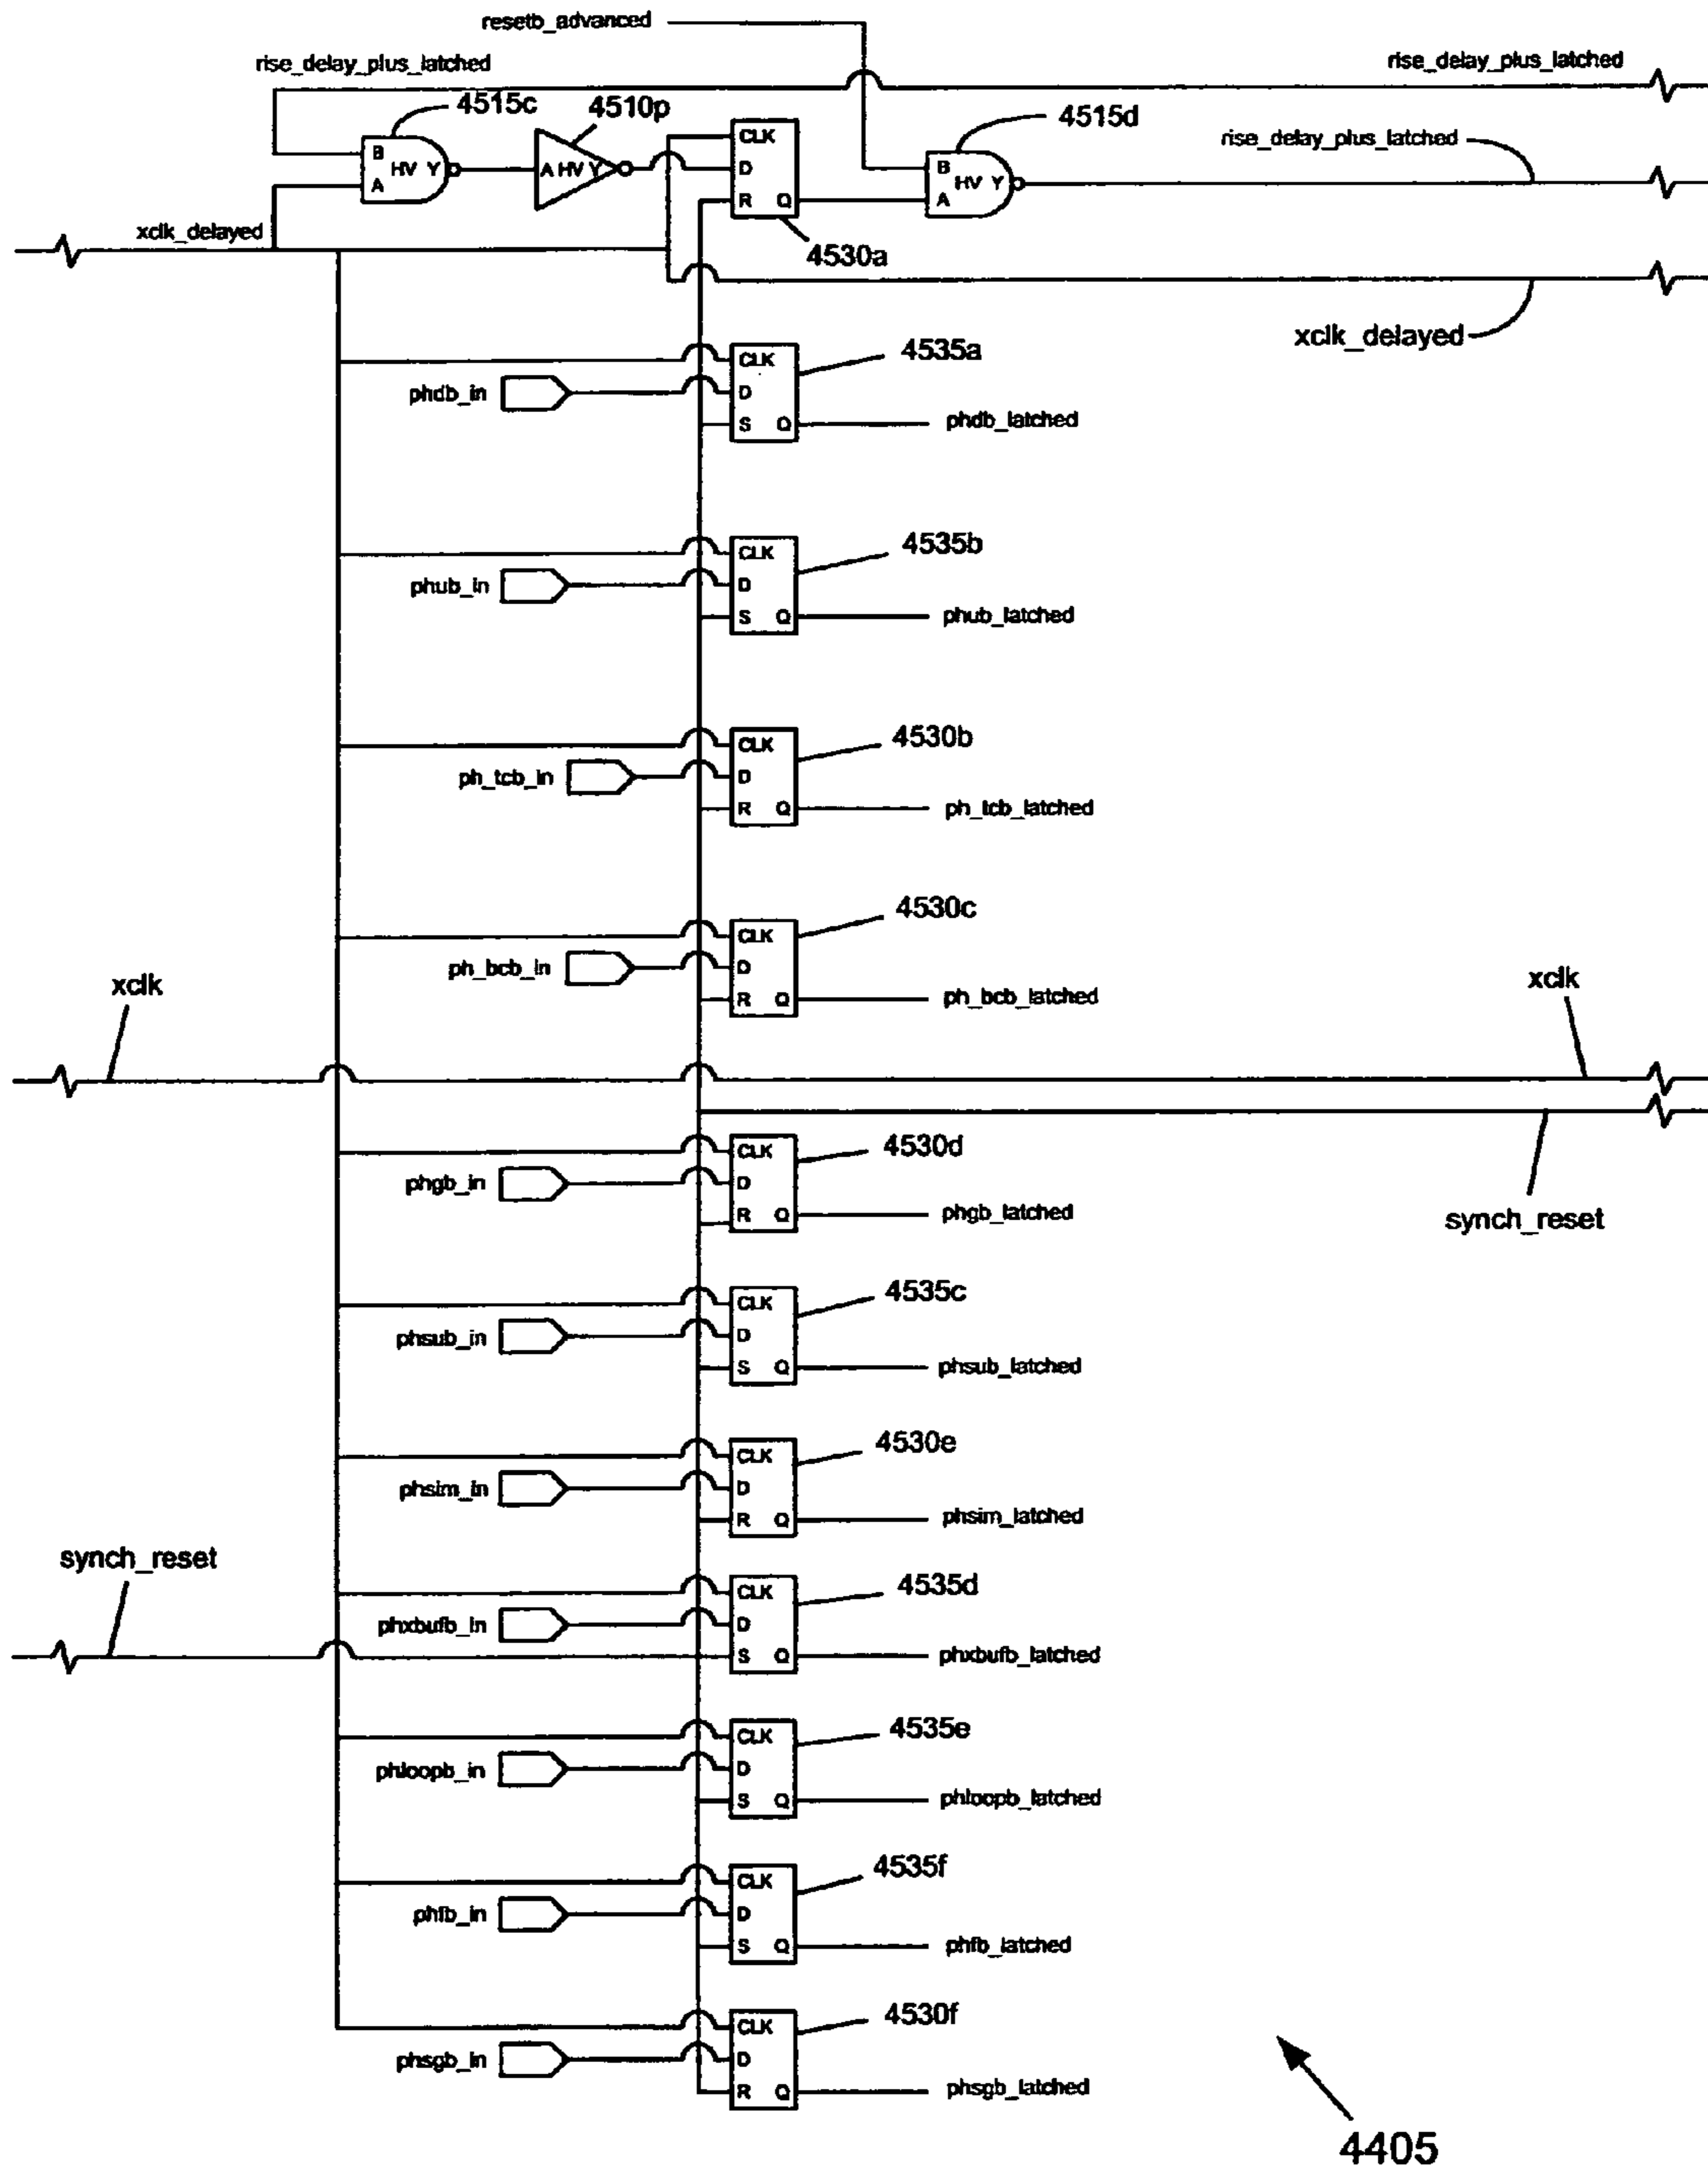 resetb_advanced
rise_delay_plus_latched
rise_delay_plus_latched
4515c
4510p
4515d
rise_delay_plus_latched
B
HV Y
A
A HV Y
CLK
D
R Q
B
HV Y
A
xclk_delayed
4530a
xclk_delayed
4535a
CLK
phdb_in
D
S Q
phdb_latched
4535b
CLK
phub_in
D
S Q
phub_latched
4530b
CLK
ph_tcb_in
D
R Q
ph_tcb_latched
4530c
CLK
ph_bcb_in
D
R Q
ph_bcb_latched
xclk
xclk
4530d
CLK
phgb_in
D
R Q
phgb_latched
synch_reset
4535c
CLK
phsub_in
D
S Q
phsub_latched
4530e
CLK
phsim_in
D
R Q
phsim_latched
synch_reset
4535d
CLK
phxbufb_in
D
S Q
phxbufb_latched
4535e
CLK
phloopb_in
D
S Q
phloopb_latched
4535f
CLK
phfb_in
D
S Q
phfb_latched
4530f
CLK
phsgb_in
D
R Q
phsgb_latched
4405